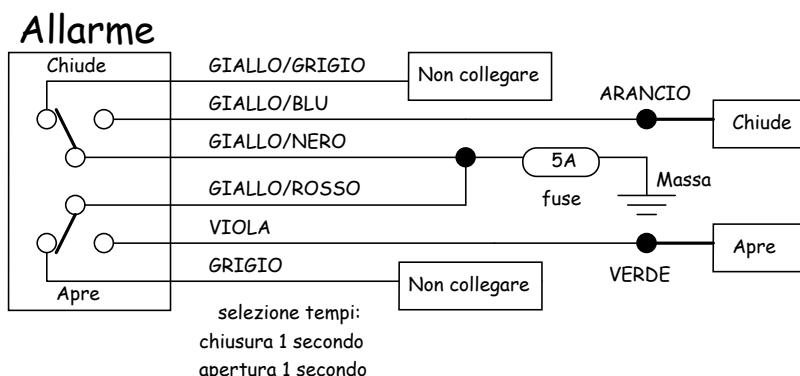 Allarme
Chiude
GIALLO/GRIGIO
Non collegare
GIALLO/BLU
ARANCIO
Chiude
GIALLO/NERO
5A
fuse
Massa
GIALLO/ROSSO
VIOLA
Apre
VERDE
GRIGIO
Non collegare
Apre
selezione tempi:
chiusura 1 secondo
apertura 1 secondo